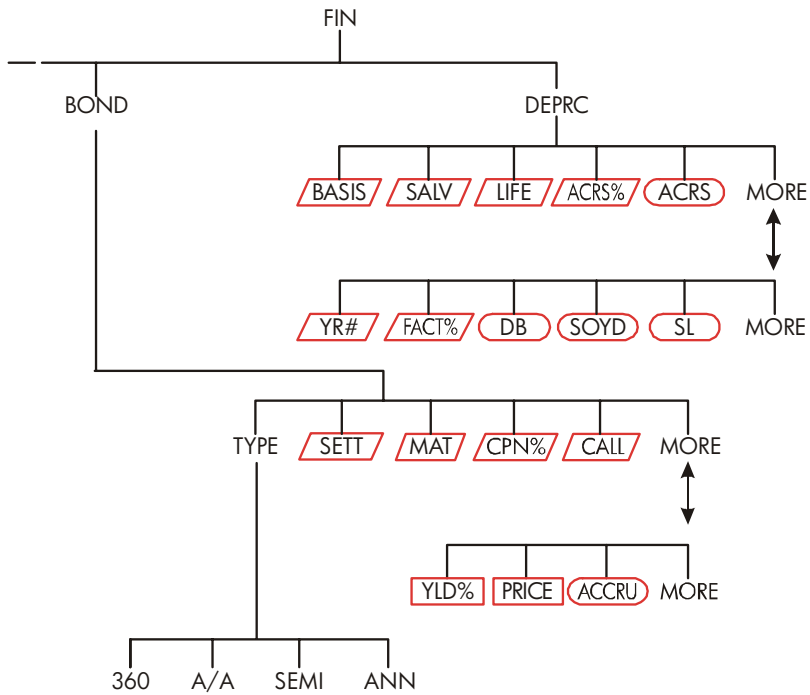 FIN
BOND DEPRC
BASIS SALV LIFE ACRS% ACRS MORE
YR# FACT% DB SOYD SL MORE
TYPE SETT MAT CPN% CALL MORE
YLD% PRICE ACCRU MORE
360 A/A SEMI ANN